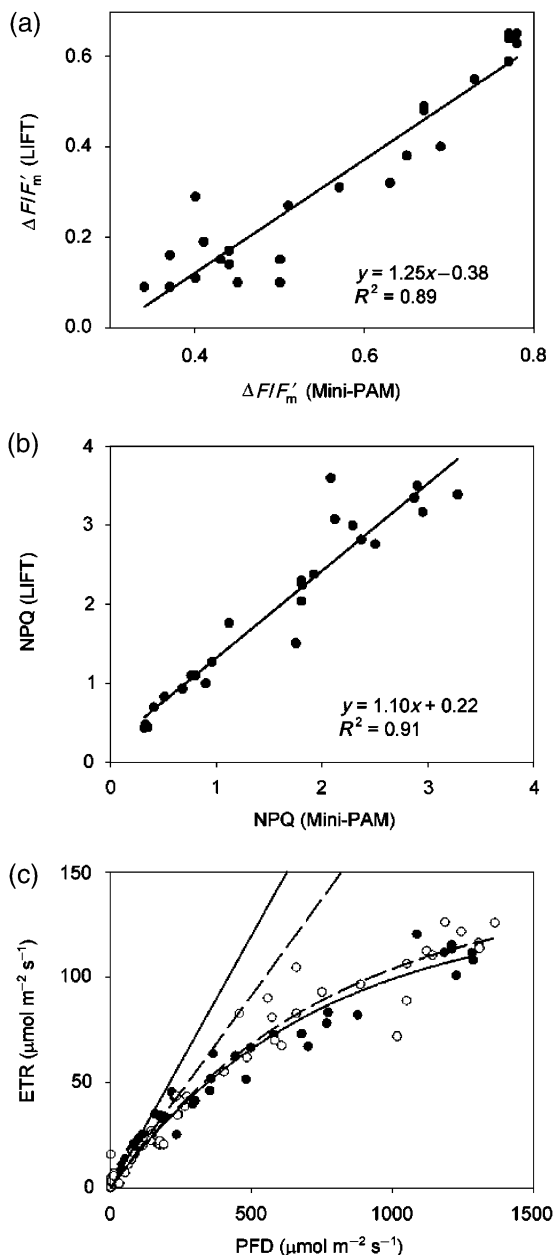 (a)
0.6
0.4
0.2
0.0
ΔF/F′m (LIFT)
y = 1.25x−0.38
R² = 0.89
0.4 0.6 0.8
ΔF/F′m (Mini-PAM)
(b)
4
3
2
1
0
NPQ (LIFT)
y = 1.10x + 0.22
R² = 0.91
0 1 2 3 4
NPQ (Mini-PAM)
(c)
150
100
50
0
ETR (μmol m−2 s−1)
0 500 1000 1500
PFD (μmol m−2 s−1)